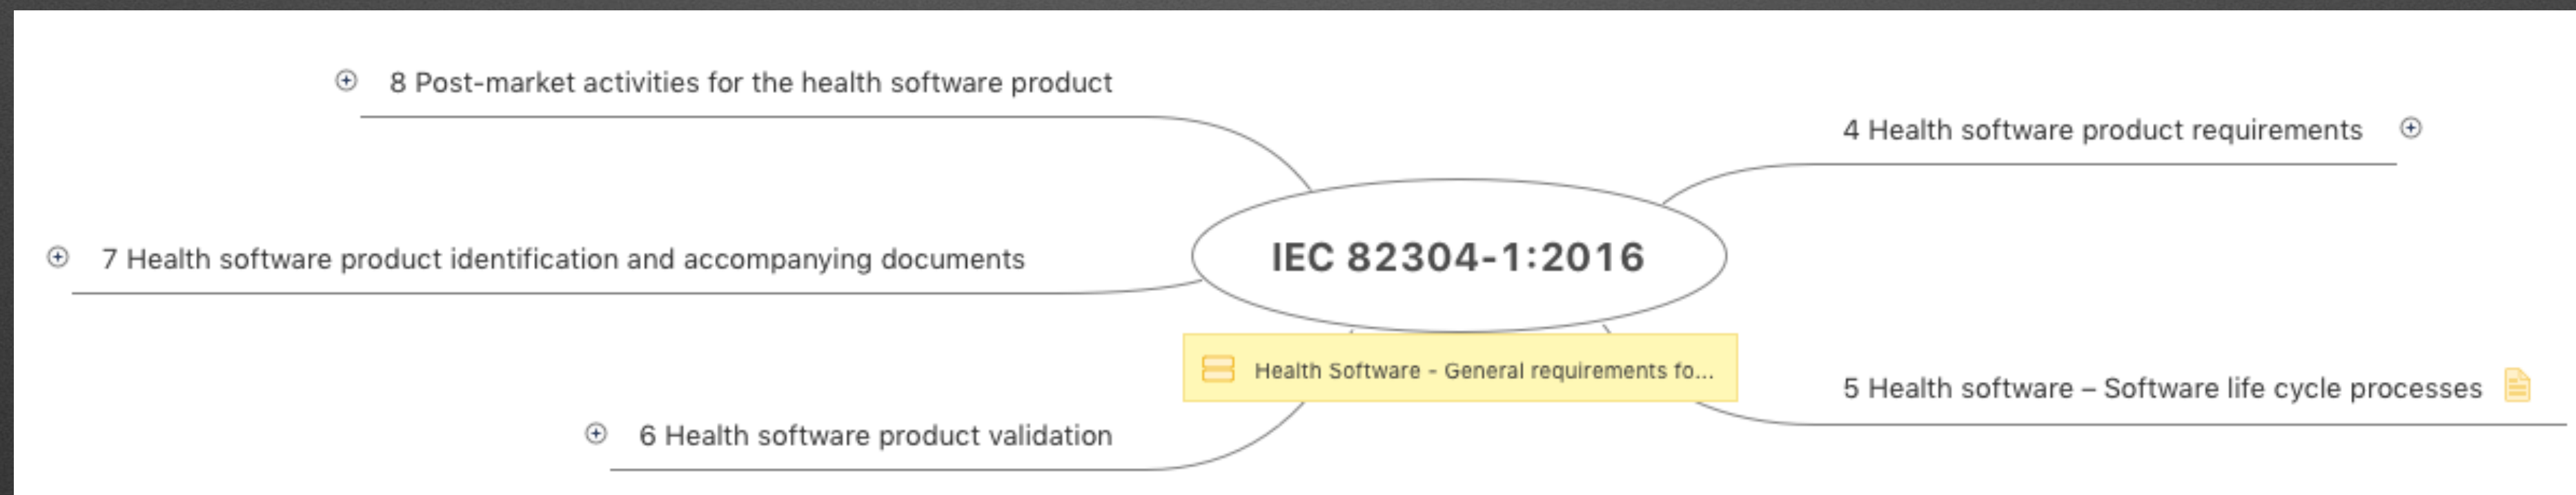 8 Post-market activities for the health software product
4 Health software product requirements
7 Health software product identification and accompanying documents
IEC 82304-1:2016
Health Software - General requirements fo...
5 Health software – Software life cycle processes
6 Health software product validation